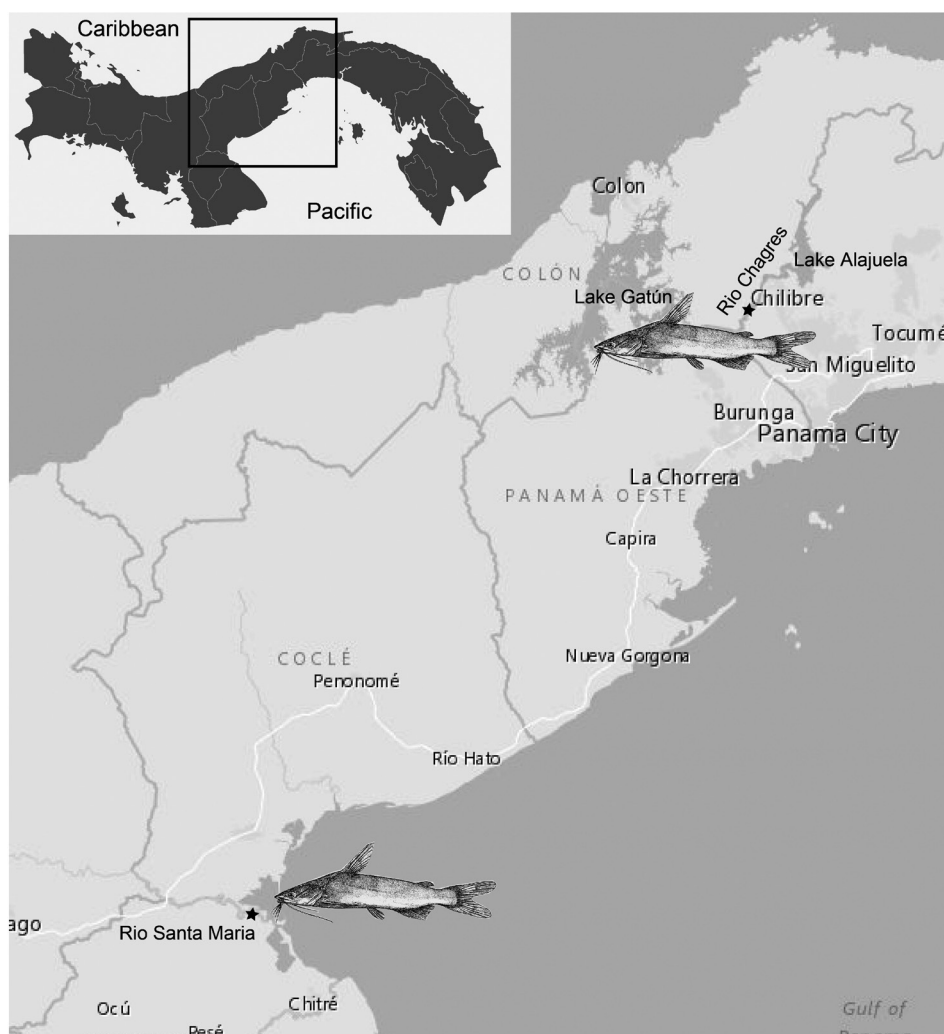 Caribbean
Pacific
Colon
COLÓN
Rio Chagres
Lake Alajuela
Lake Gatún
Chilibre
Tocumé
San Miguelito
Burunga
Panama City
La Chorrera
PANAMÁ OESTE
Capira
Nueva Gorgona
COCLÉ
Penonomé
Río Hato
ago
Rio Santa Maria
Ocú
Chitré
Pesé
Gulf of